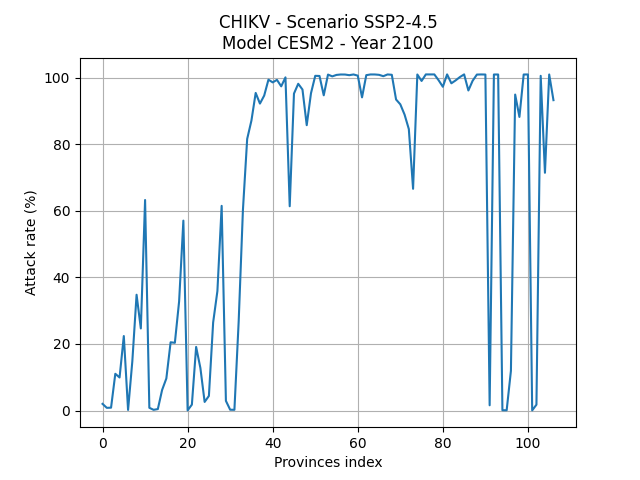 CHIKV - Scenario SSP2-4.5
Model CESM2 - Year 2100
Attack rate (%)
100
80
60
40
20
0
0 20 40 60 80 100
Provinces index